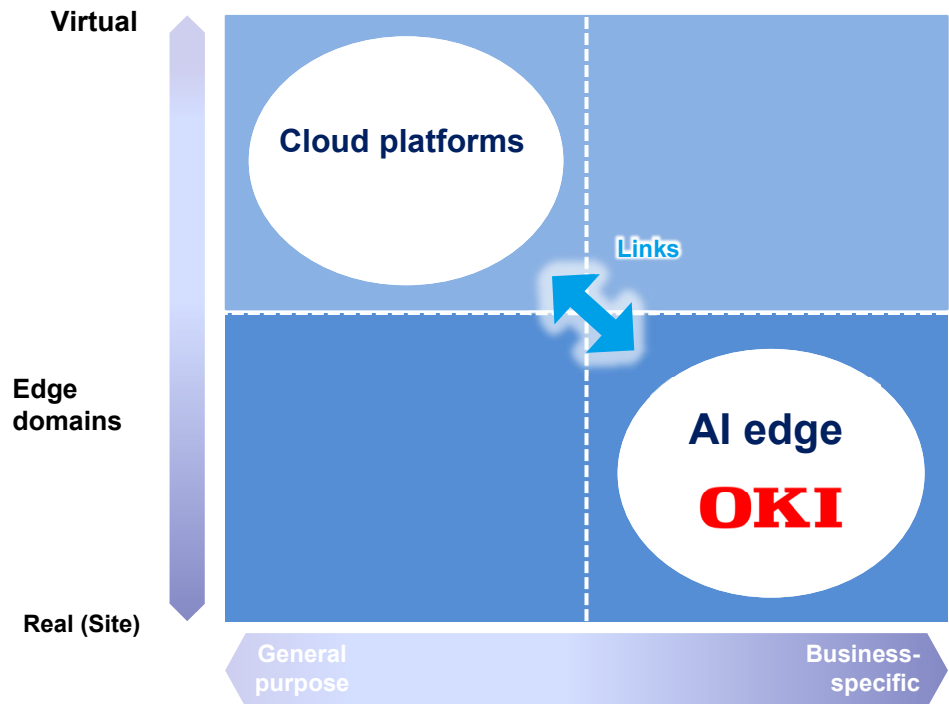 Virtual
Cloud platforms
Links
Edge
domains
AI edge
OKI
Real (Site)
General
purpose
Business-
specific